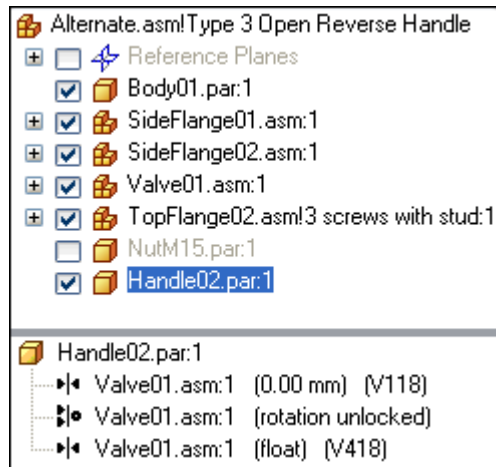 Alternate.asm!Type 3 Open Reverse Handle
Reference Planes
Body01.par:1
SideFlange01.asm:1
SideFlange02.asm:1
Valve01.asm:1
TopFlange02.asm!3 screws with stud:1
NutM15.par:1
Handle02.par:1
Handle02.par:1
Valve01.asm:1 (0.00 mm) (V118)
Valve01.asm:1 (rotation unlocked)
Valve01.asm:1 (float) (V418)